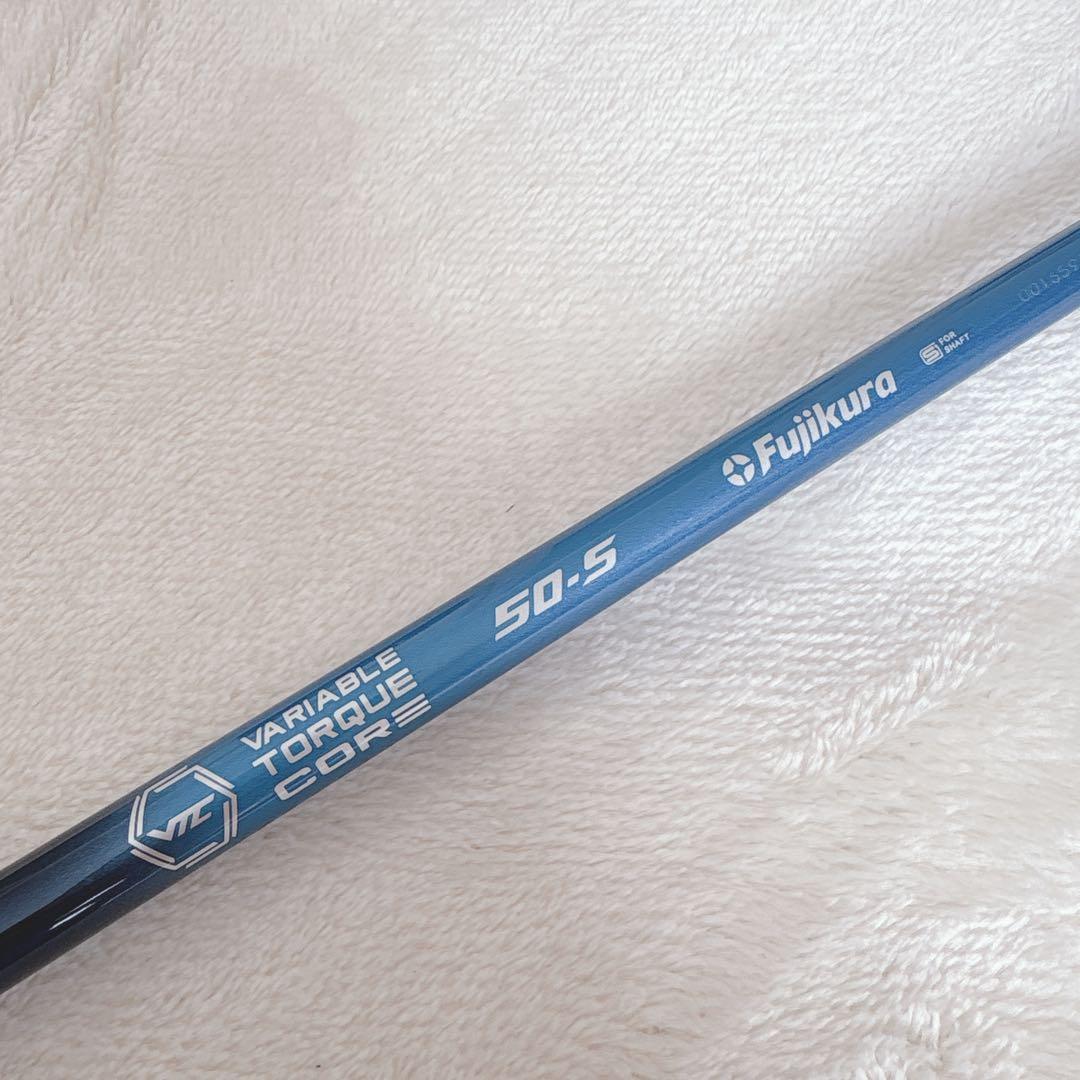 VTC
VARIABLE
TORQUE
CORE
50-S
Fujikura
S FOR
SHAFT